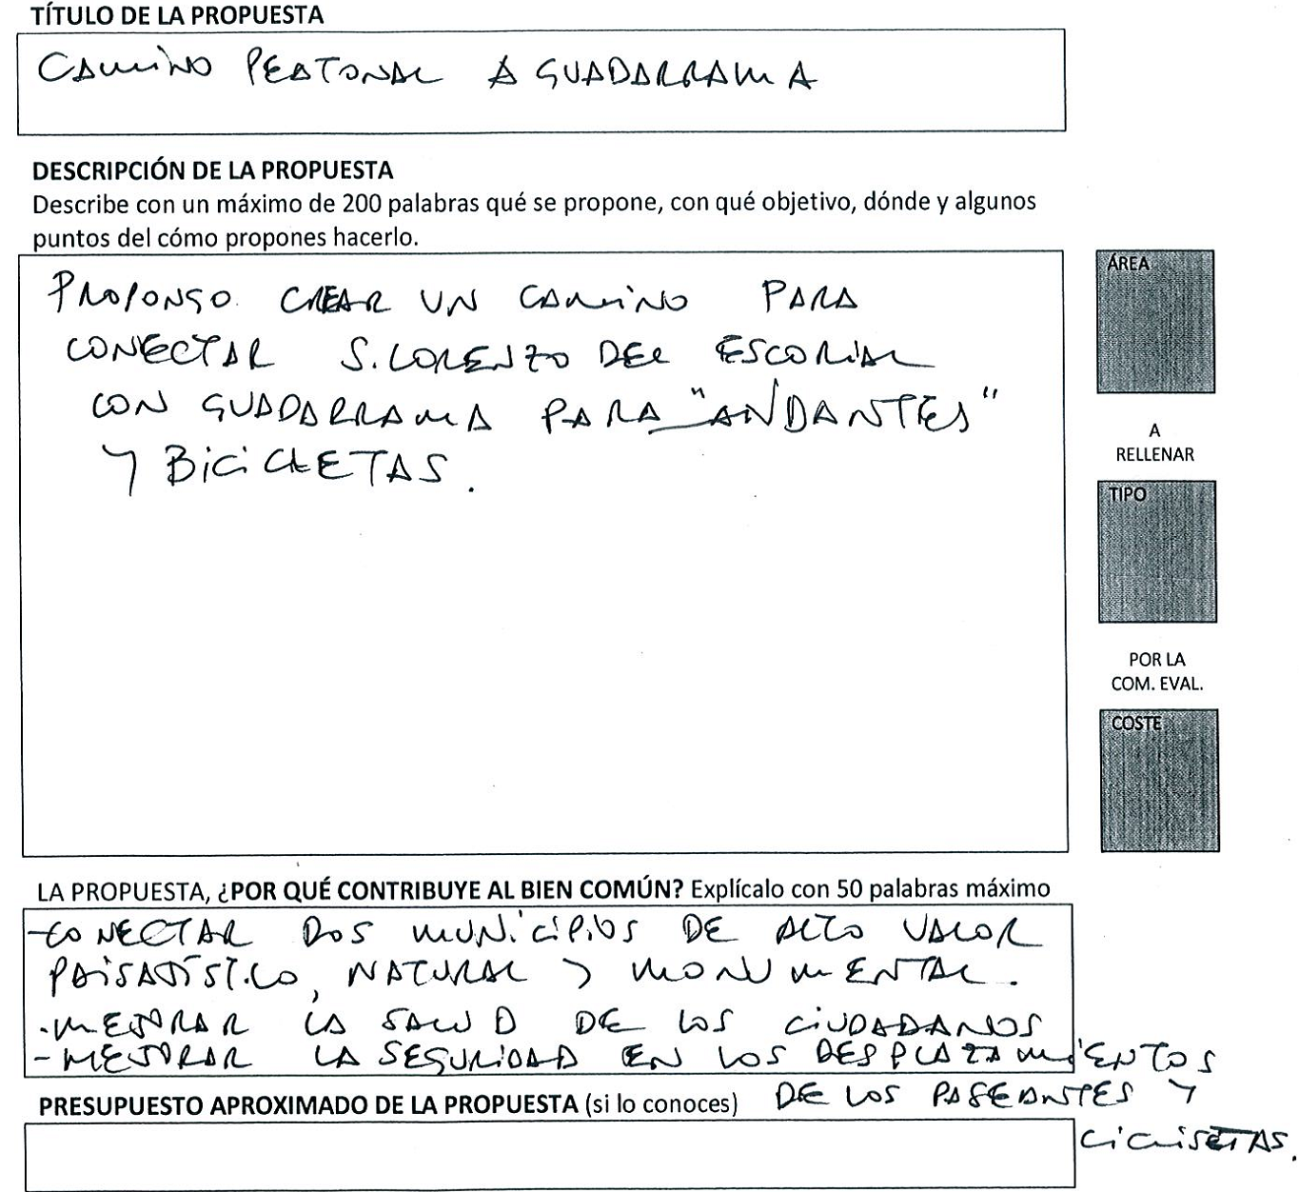 TÍTULO DE LA PROPUESTA
CAMINO PEATONAL A GUADARRAMA
DESCRIPCIÓN DE LA PROPUESTA
Describe con un máximo de 200 palabras qué se propone, con qué objetivo, dónde y algunos
puntos del cómo propones hacerlo.
PROPONGO CREAR UN CAMINO PARA
CONECTAR S. LORENZO DEL ESCORIAL
CON GUADARRAMA PARA "ANDANTES"
Y BICICLETAS.
ÁREA
A
RELLENAR
TIPO
POR LA
COM. EVAL.
COSTE
LA PROPUESTA, ¿POR QUÉ CONTRIBUYE AL BIEN COMÚN? Explícalo con 50 palabras máximo
-CONECTAR DOS MUNICIPIOS DE ALTO VALOR
PAISAJÍSTICO, NATURAL Y MONUMENTAL.
-MEJORAR LA SALUD DE LOS CIUDADANOS
-MEJORAR LA SEGURIDAD EN LOS DESPLAZAMIENTOS
DE LOS PASEANTES Y
CICLISTAS.
PRESUPUESTO APROXIMADO DE LA PROPUESTA (si lo conoces)